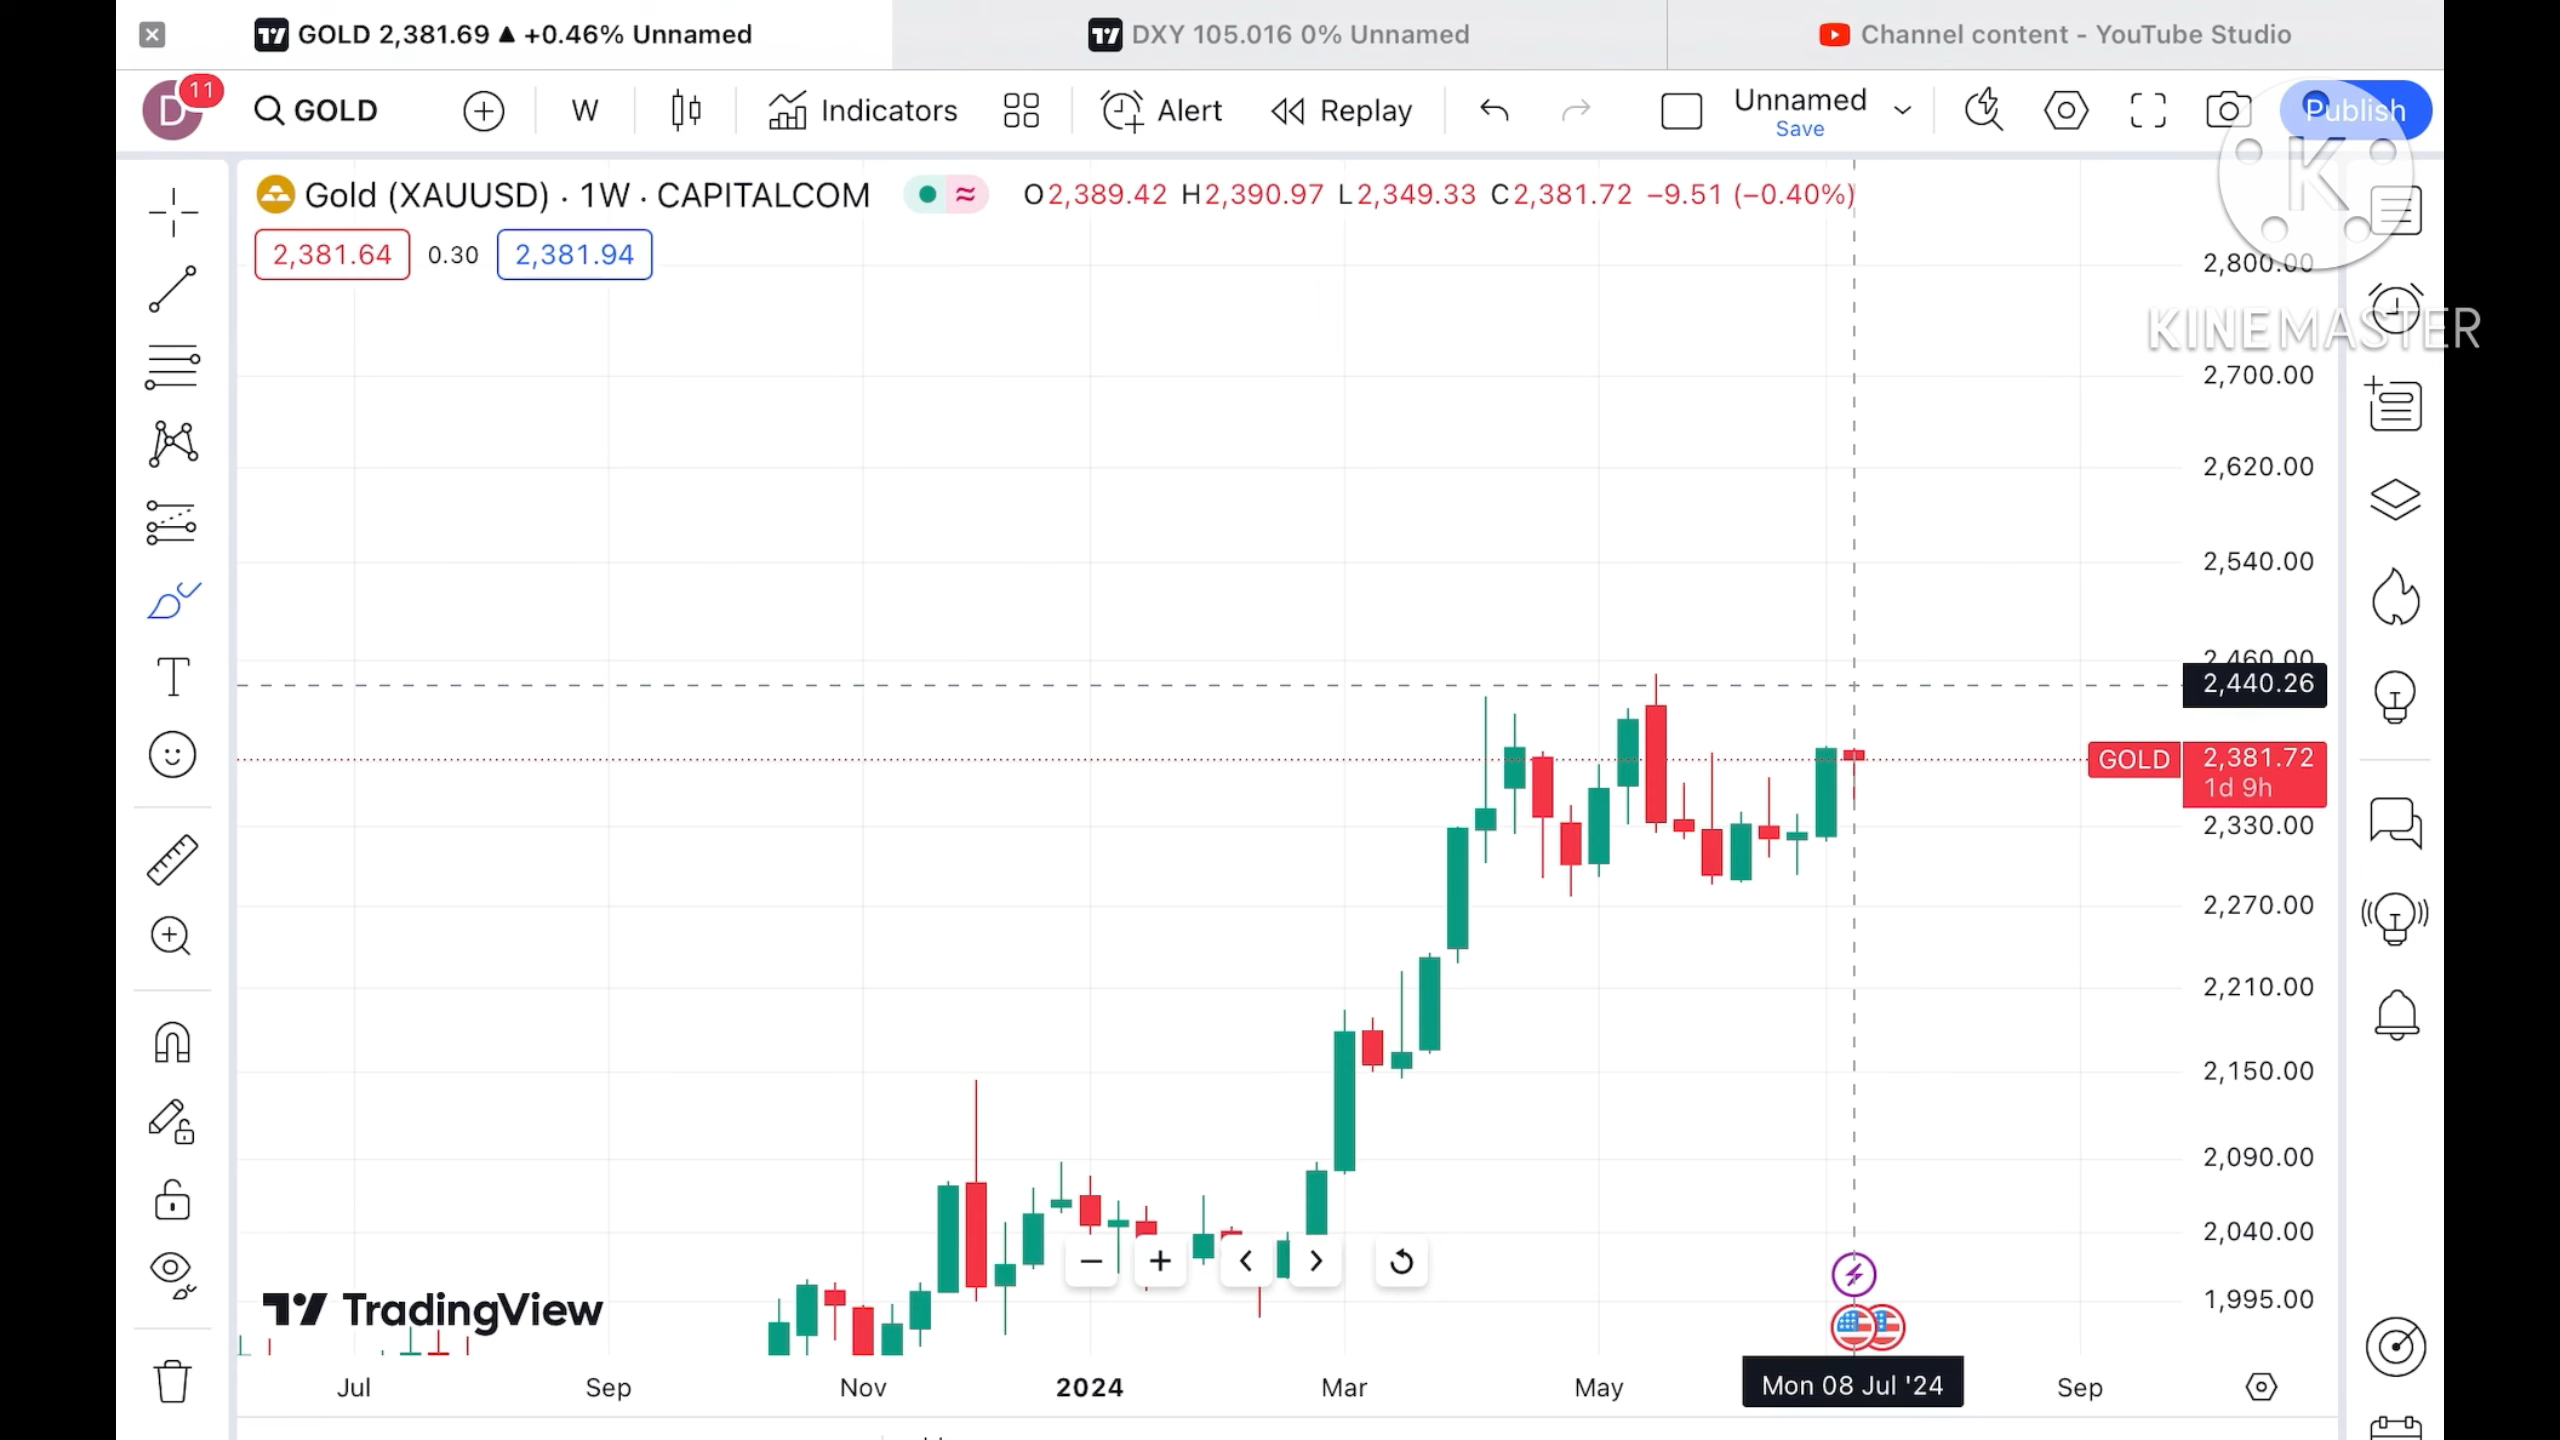 GOLD 2,381.69 ▲ +0.46% Unnamed
DXY 105.016 0% Unnamed
Channel content - YouTube Studio
D 11
GOLD
W
Indicators
Alert
Replay
Unnamed
Save
Publish
Gold (XAUUSD) · 1W · CAPITALCOM
O2,389.42 H2,390.97 L2,349.33 C2,381.72 −9.51 (−0.40%)
2,381.64 0.30 2,381.94
K
KINEMASTER
2,800.00
2,700.00
2,620.00
2,540.00
2,460.00
2,440.26
GOLD 2,381.72
1d 9h
2,330.00
2,270.00
2,210.00
2,150.00
2,090.00
2,040.00
1,995.00
TradingView
Jul Sep Nov 2024 Mar May Mon 08 Jul '24 Sep